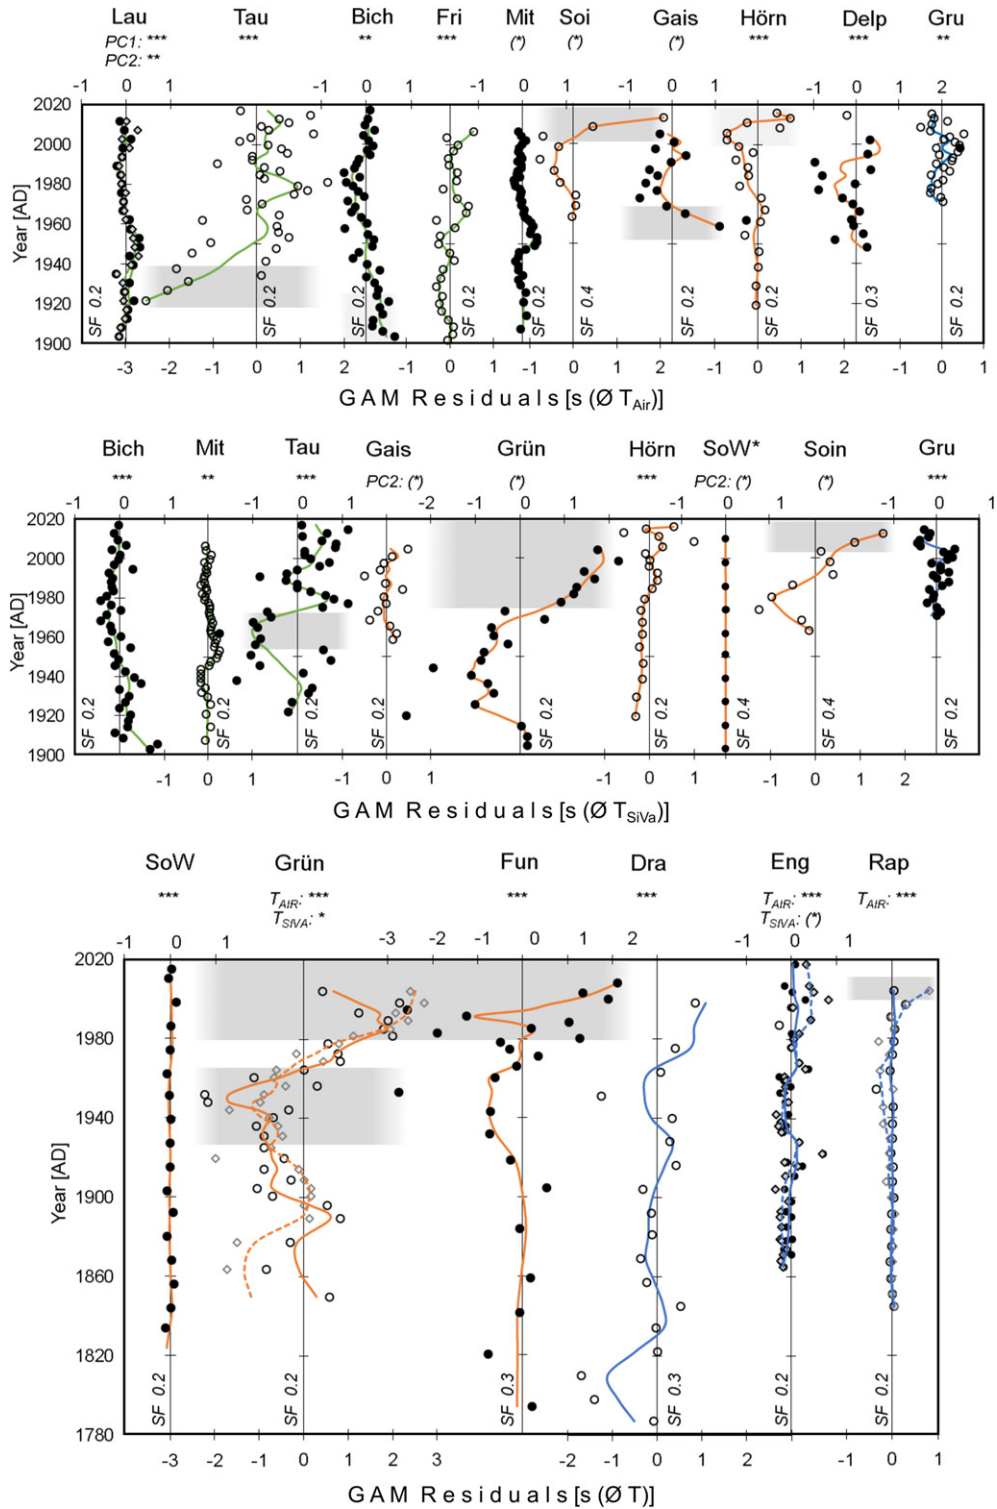 Lau Tau Bich Fri Mit Soi Gais Hörn Delp Gru
PC1: *** *** ** *** (*) (*) (*) *** *** **
PC2: **
-1 0 1 -1 0 1 0 1 -1 0 1 -1 0 1 0 2
2020
2000
1980
1960
1940
1920
1900
Year [AD]
SF 0.2 SF 0.2 SF 0.2 SF 0.2 SF 0.2 SF 0.4 SF 0.2 SF 0.2 SF 0.3 SF 0.2
-3 -2 -1 0 1 2 0 -1 0 1 -1 0 1 -1 0 1 2 -1 0 1
GAM Residuals [s (Ø TAir)]
Bich Mit Tau Gais Grün Hörn SoW* Soin Gru
*** ** *** PC2: (*) (*) *** PC2: (*) (*) ***
-1 0 1 -1 0 1 -2 -1 0 1 -1 0 1 0 -1 0 1
2020
2000
1980
1960
1940
1920
1900
Year [AD]
SF 0.2 SF 0.2 SF 0.2 SF 0.2 SF 0.2 SF 0.2 SF 0.4 SF 0.4 SF 0.2
-1 0 1 -1 0 1 0 1 -1 0 1 0 -1 0 1 2
GAM Residuals [s (Ø TSiVa)]
SoW Grün Fun Dra Eng Rap
*** TAIR: *** *** *** TAIR: *** TAIR: ***
TSIVA: * TSIVA: (*)
-1 0 1 -3 -2 -1 0 1 2 -1 0 1
2020
1980
1940
1900
1860
1820
1780
Year [AD]
SF 0.2 SF 0.2 SF 0.3 SF 0.3 SF 0.2 SF 0.2
-3 -2 -1 0 1 2 3 -2 -1 0 1 2 -1 0 1
GAM Residuals [s (Ø T)]